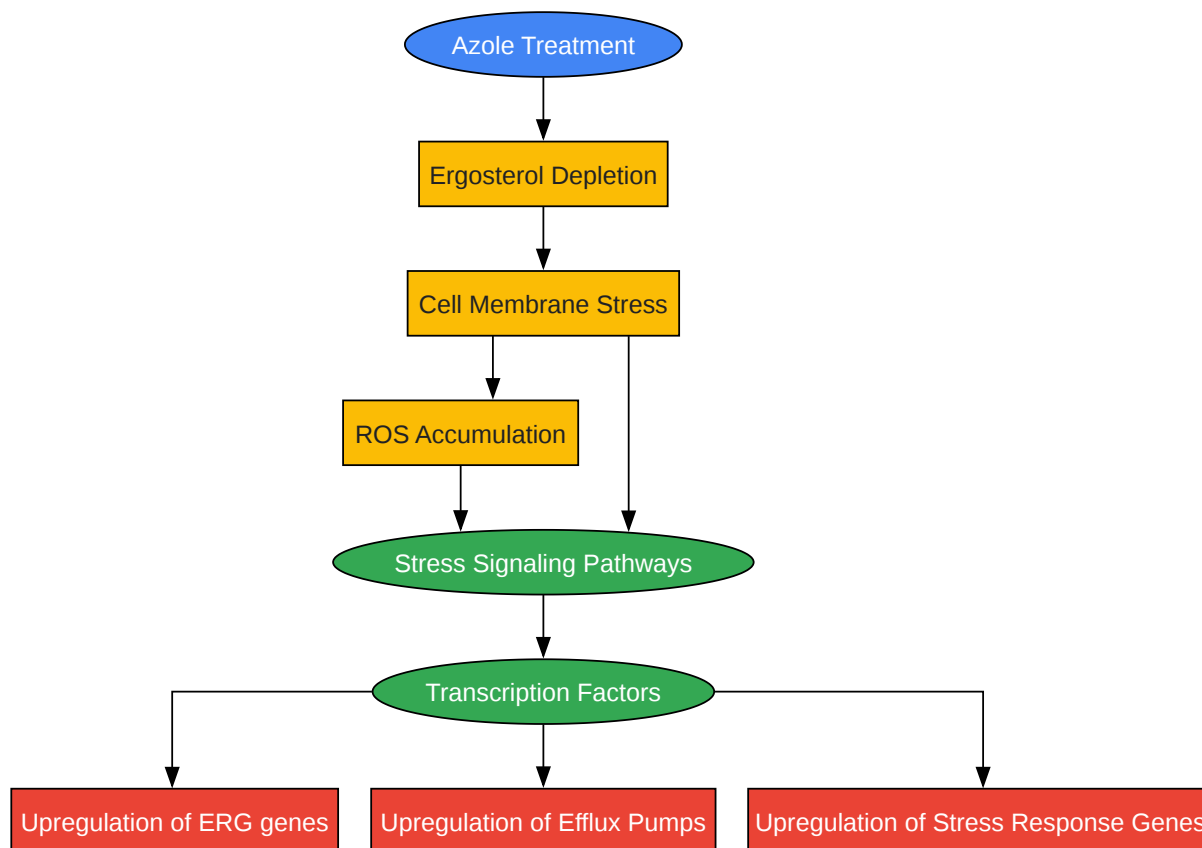 Azole Treatment
Ergosterol Depletion
Cell Membrane Stress
ROS Accumulation
Stress Signaling Pathways
Transcription Factors
Upregulation of ERG genes
Upregulation of Efflux Pumps
Upregulation of Stress Response Genes